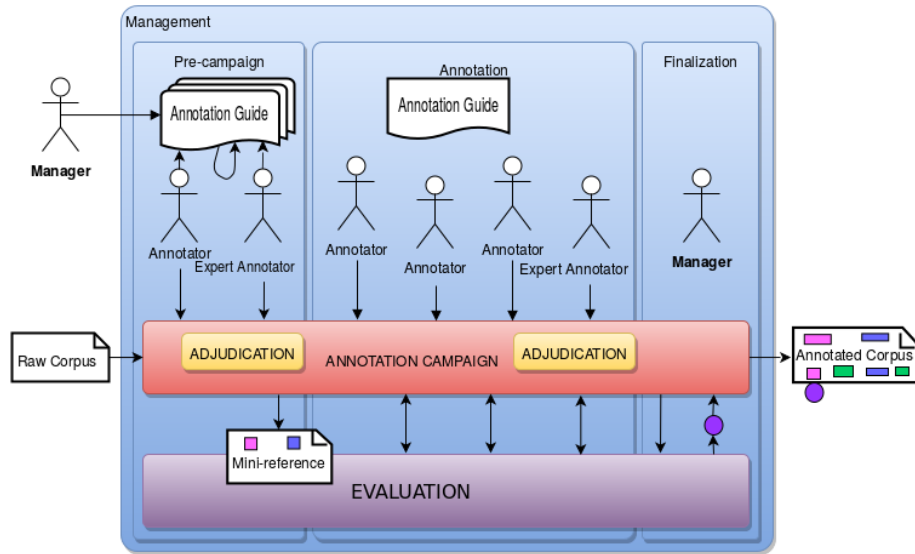 Management
Pre-campaign
Annotation
Finalization
Annotation Guide
Annotation Guide
Manager
Annotator
Expert Annotator
Annotator
Annotator
Annotator
Expert Annotator
Manager
Raw Corpus
ADJUDICATION
ANNOTATION CAMPAIGN
ADJUDICATION
Annotated Corpus
Mini-reference
EVALUATION